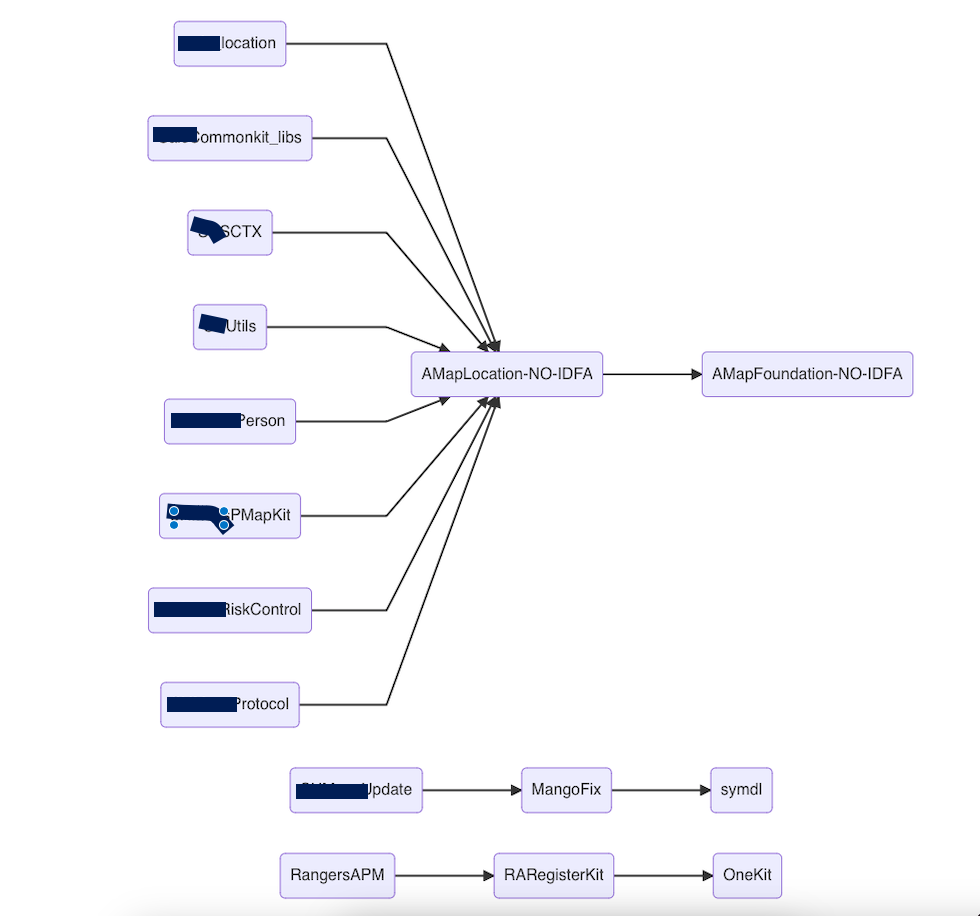 location
Commonkit_libs
SCTX
Utils
AMapLocation-NO-IDFA
AMapFoundation-NO-IDFA
Person
PMapKit
RiskControl
Protocol
Update
MangoFix
symdl
RangersAPM
RARegisterKit
OneKit